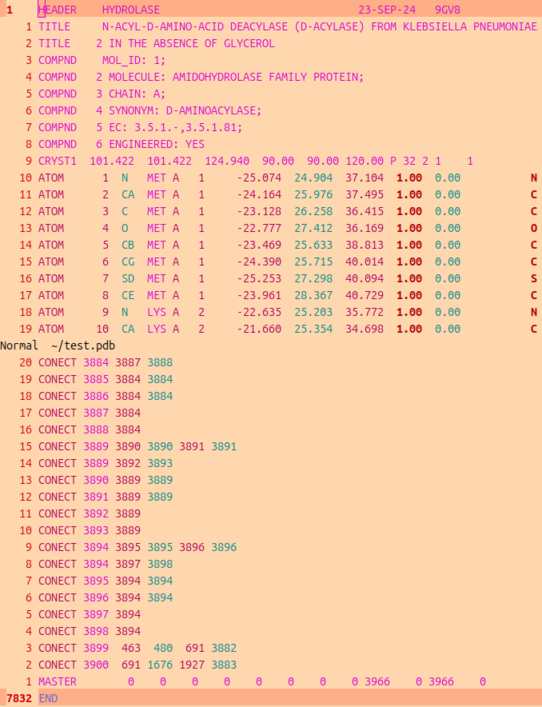 1 HEADER    HYDROLASE                               23-SEP-24   9GV8
1 TITLE     N-ACYL-D-AMINO-ACID DEACYLASE (D-ACYLASE) FROM KLEBSIELLA PNEUMONIAE
2 TITLE    2 IN THE ABSENCE OF GLYCEROL
3 COMPND    MOL_ID: 1;
4 COMPND   2 MOLECULE: AMIDOHYDROLASE FAMILY PROTEIN;
5 COMPND   3 CHAIN: A;
6 COMPND   4 SYNONYM: D-AMINOACYLASE;
7 COMPND   5 EC: 3.5.1.-,3.5.1.81;
8 COMPND   6 ENGINEERED: YES
9 CRYST1  101.422  101.422  124.940  90.00  90.00 120.00 P 32 2 1    1
10 ATOM      1  N   MET A   1     -25.074  24.904  37.104  1.00  0.00           N
11 ATOM      2  CA  MET A   1     -24.164  25.976  37.495  1.00  0.00           C
12 ATOM      3  C   MET A   1     -23.128  26.258  36.415  1.00  0.00           C
13 ATOM      4  O   MET A   1     -22.777  27.412  36.169  1.00  0.00           O
14 ATOM      5  CB  MET A   1     -23.469  25.633  38.813  1.00  0.00           C
15 ATOM      6  CG  MET A   1     -24.390  25.715  40.014  1.00  0.00           C
16 ATOM      7  SD  MET A   1     -25.253  27.298  40.094  1.00  0.00           S
17 ATOM      8  CE  MET A   1     -23.961  28.367  40.729  1.00  0.00           C
18 ATOM      9  N   LYS A   2     -22.635  25.203  35.772  1.00  0.00           N
19 ATOM     10  CA  LYS A   2     -21.660  25.354  34.698  1.00  0.00           C
Normal  ~/test.pdb
20 CONECT 3884 3887 3888
19 CONECT 3885 3884 3884
18 CONECT 3886 3884 3884
17 CONECT 3887 3884
16 CONECT 3888 3884
15 CONECT 3889 3890 3890 3891 3891
14 CONECT 3889 3892 3893
13 CONECT 3890 3889 3889
12 CONECT 3891 3889 3889
11 CONECT 3892 3889
10 CONECT 3893 3889
9 CONECT 3894 3895 3895 3896 3896
8 CONECT 3894 3897 3898
7 CONECT 3895 3894 3894
6 CONECT 3896 3894 3894
5 CONECT 3897 3894
4 CONECT 3898 3894
3 CONECT 3899  463  480  691 3882
2 CONECT 3900  691 1676 1927 3883
1 MASTER        0    0    0    0    0    0    0    0 3966    0 3966    0
7832 END